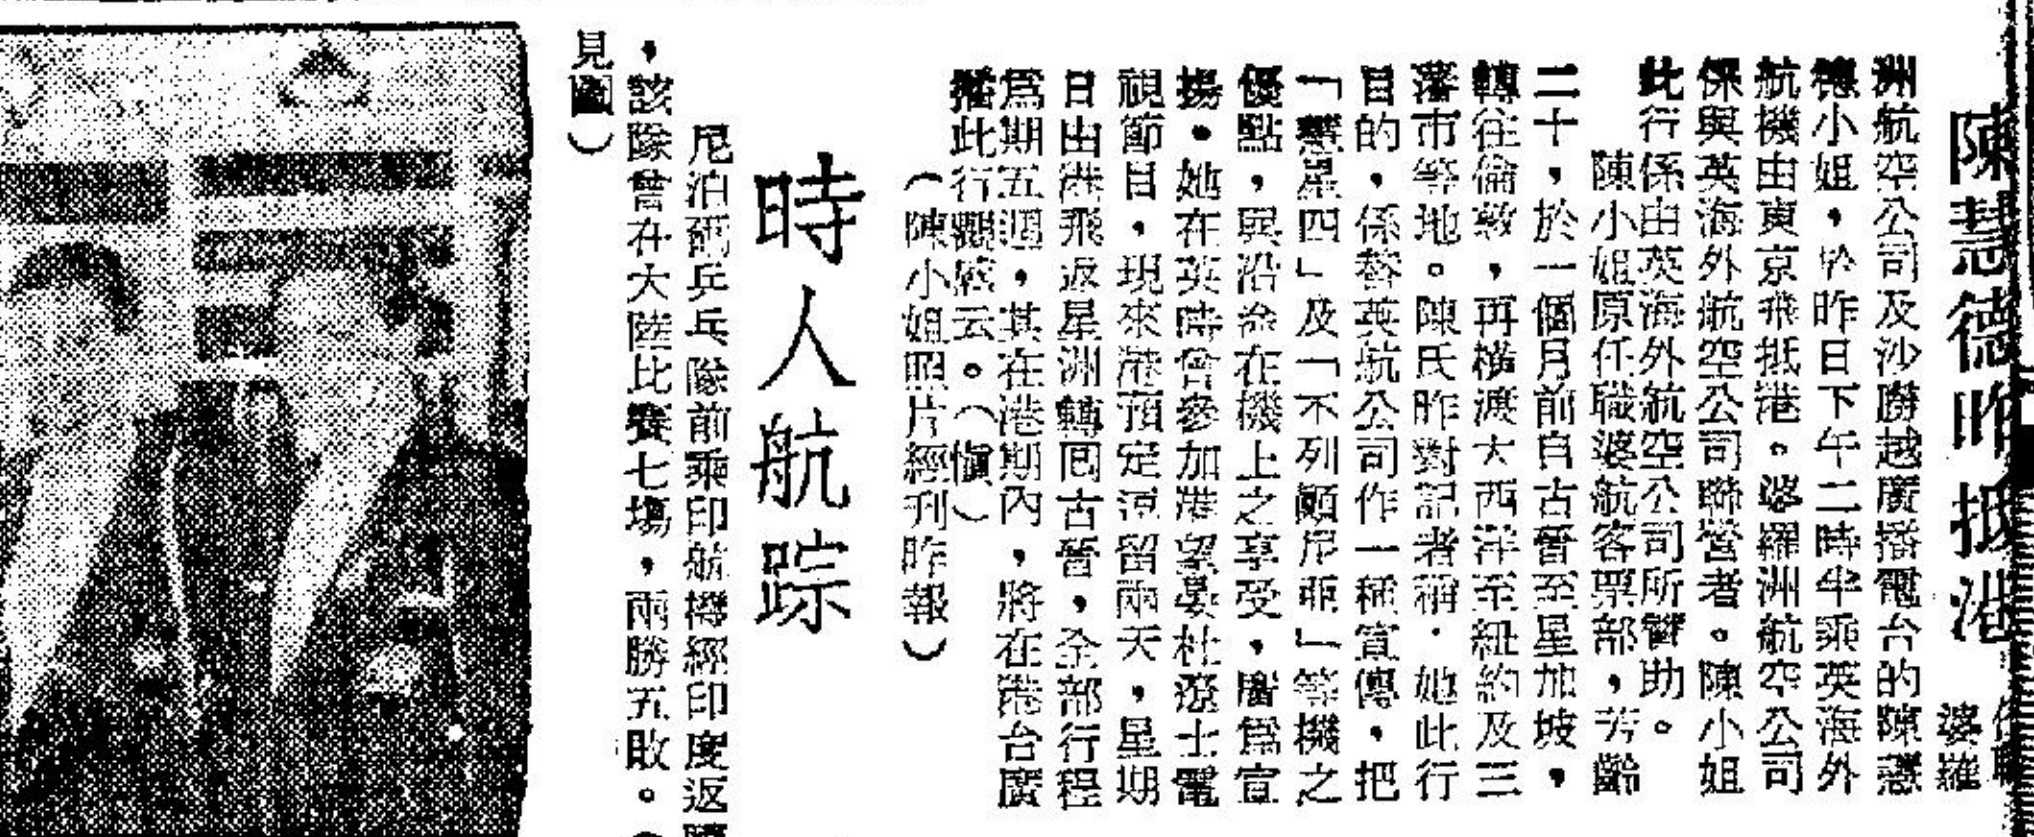 陳慧德昨抵港
婆羅
洲航空公司及沙勝越廣播電台的陳慧
德小姐，於昨日下午二時半乘英海外
航機由東京飛抵港。婆羅洲航空公司
係與英海外航空公司聯營者。陳小姐
此行係由英海外航空公司所贊助。
陳小姐原任職婆航客票部，芳齡
二十，於一個月前自古晋至星加坡，
轉往倫敦，再橫渡大西洋至紐約及三
藩市等地。陳氏昨對記者稱．她此行
目的，係替英航公司作一種宣傳，把
「慧星四」及「不列顛尼亜」等機之
優點，與沿途在機上之享受，廣爲宣
揚。她在英時曾參加港望晏杜澄士電
視節目，現來港預定逗留兩天，星期
日由港飛返星洲轉囘古晋，全部行程
爲期五週，其在港期內，將在港台廣
播此行觀感云。（愼）
（陳小姐照片經刊昨報）
時人航踪
尼泊爾乒乓隊前乘印航機經印度返
，該隊曾在大陸比賽七塲，兩勝五敗。（
見圖）